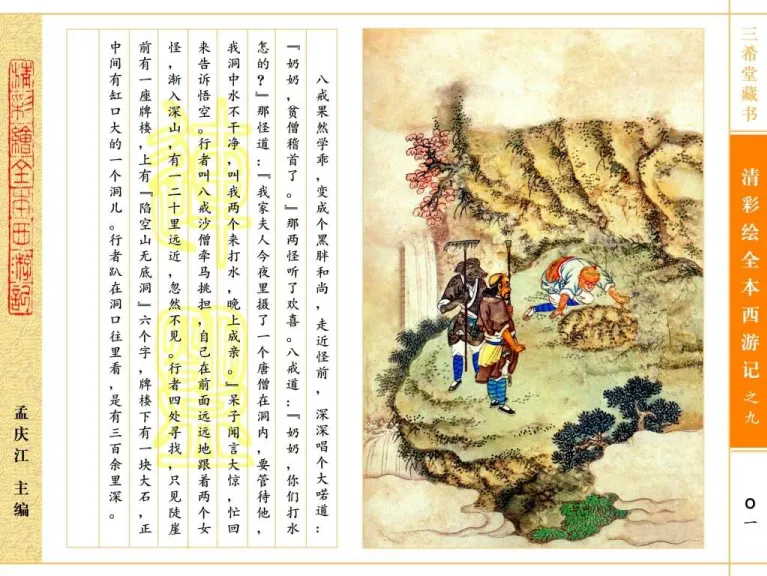 三希堂藏书
清彩绘全本西游记之九
〇一
八戒果然学乖，变成个黑胖和尚，走近怪前，深深唱个大喏道：
『奶奶，贫僧稽首了。』那两怪听了欢喜。八戒道：『奶奶，你们打水
怎的？』那怪道：『我家夫人今夜里摄了一个唐僧在洞内，要管待他，
我洞中水不干净，叫我两个来打水，晚上成亲。』呆子闻言大惊，忙回
来告诉悟空。行者叫八戒沙僧牵马挑担，自己在前面远远地跟着两个女
怪，渐入深山，有一二十里远近，忽然不见。行者四处寻找，只见陡崖
前有一座牌楼，上有『陷空山无底洞』六个字，牌楼下有一块大石，正
中间有缸口大的一个洞儿。行者趴在洞口往里看，是有三百余里深。
清彩繪全本西游記
孟庆江 主编